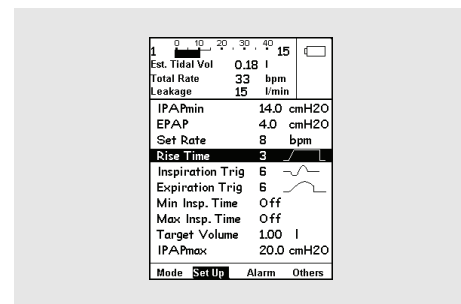 0 10 20 30 40
1 15
Est. Tidal Vol 0.18 l
Total Rate 33 bpm
Leakage 15 l/min
IPAPmin 14.0 cmH2O
EPAP 4.0 cmH2O
Set Rate 8 bpm
Rise Time 3
Inspiration Trig 6
Expiration Trig 6
Min Insp. Time Off
Max Insp. Time Off
Target Volume 1.00 l
IPAPmax 20.0 cmH2O
Mode Set Up Alarm Others